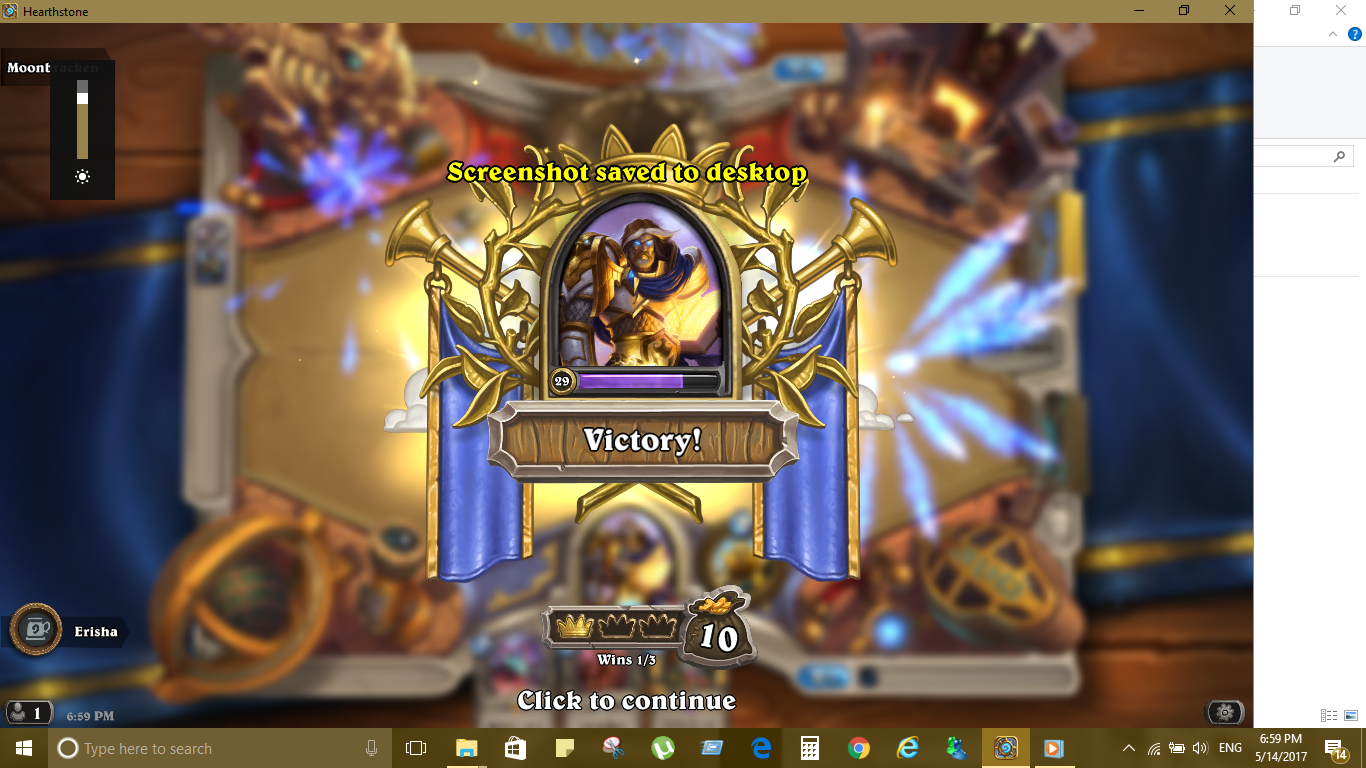 Hearthstone
Moonb
Screenshot saved to desktop
29
Victory!
Erisha
10
Wins 1/3
Click to continue
1
6:59 PM
Type here to search
ENG
6:59 PM
5/14/2017
14